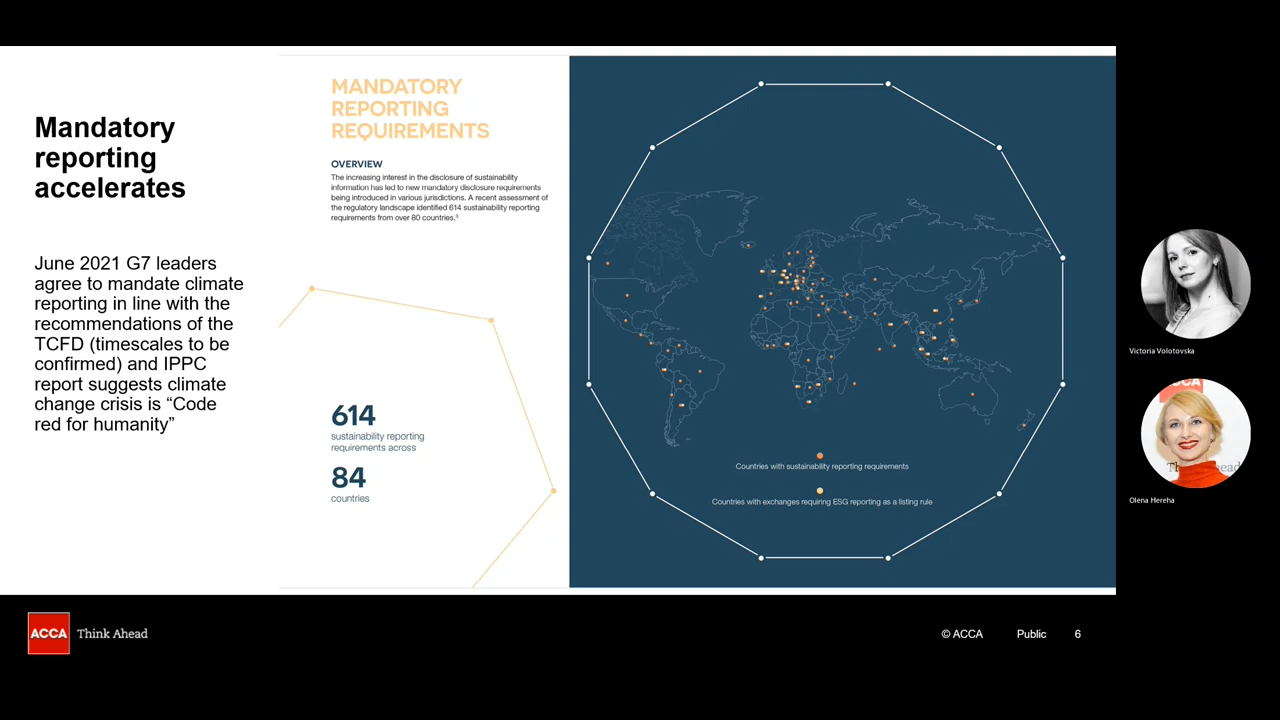 Mandatory
reporting
accelerates
June 2021 G7 leaders
agree to mandate climate
reporting in line with the
recommendations of the
TCFD (timescales to be
confirmed) and IPPC
report suggests climate
change crisis is “Code
red for humanity”
MANDATORY
REPORTING
REQUIREMENTS
OVERVIEW
The increasing interest in the disclosure of sustainability
information has led to new mandatory disclosure requirements
being introduced in various jurisdictions. A recent assessment of
the regulatory landscape identified 614 sustainability reporting
requirements from over 80 countries.³
614
sustainability reporting
requirements across
84
countries
Countries with sustainability reporting requirements
Countries with exchanges requiring ESG reporting as a listing rule
Victoria Volotovska
ACCA
Think Ahead
Olena Hereha
ACCA Think Ahead
© ACCA Public 6